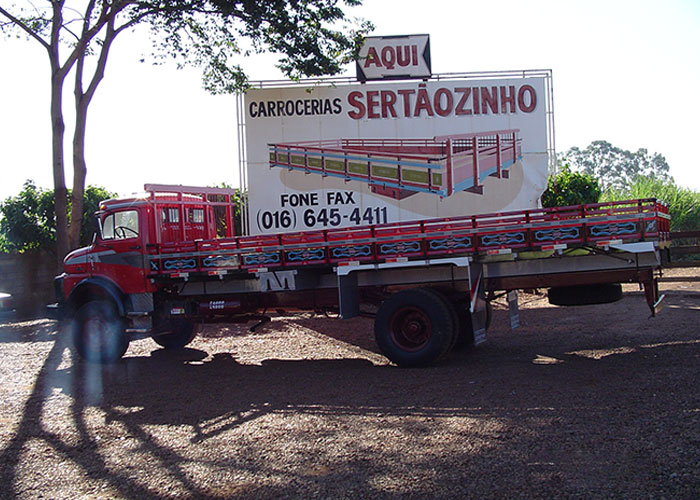 AQUI
CARROCERIAS SERTÃOZINHO
FONE FAX
(016) 645-4411